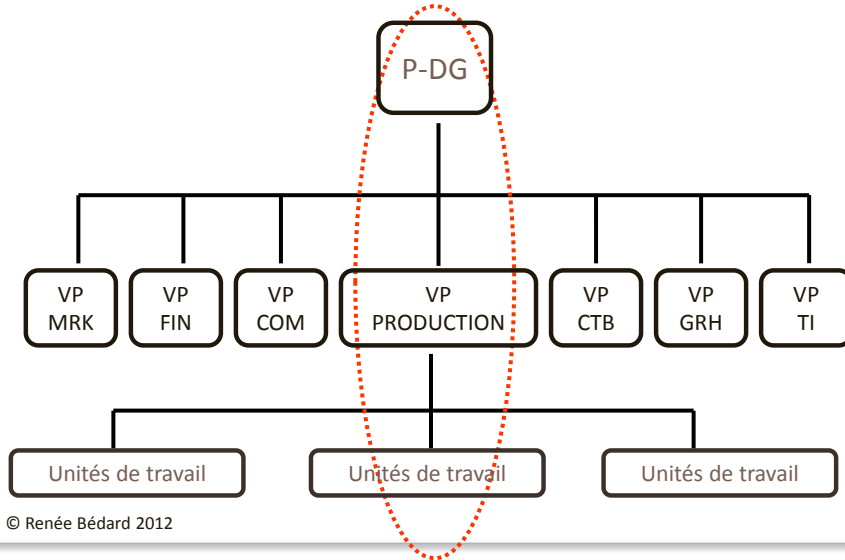 P-DG
VP
MRK
VP
FIN
VP
COM
VP
PRODUCTION
VP
CTB
VP
GRH
VP
TI
Unités de travail
Unités de travail
Unités de travail
© Renée Bédard 2012